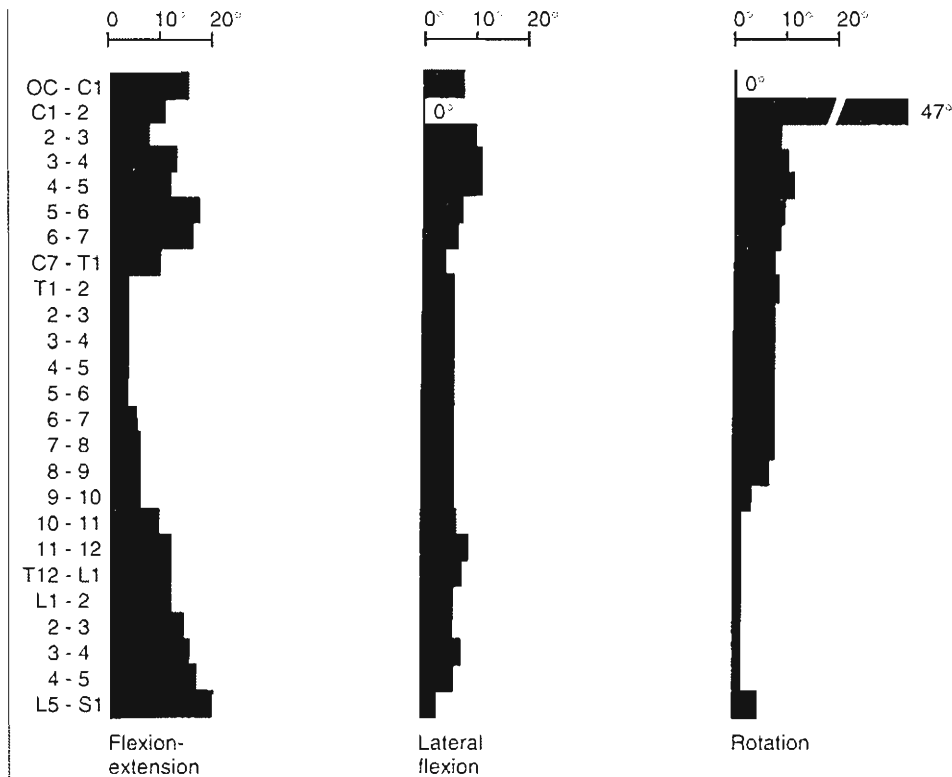 0° 10° 20° 0° 10° 20° 0° 10° 20°
OC - C1 0°
C1 - 2 0° 47°
2 - 3
3 - 4
4 - 5
5 - 6
6 - 7
C7 - T1
T1 - 2
2 - 3
3 - 4
4 - 5
5 - 6
6 - 7
7 - 8
8 - 9
9 - 10
10 - 11
11 - 12
T12 - L1
L1 - 2
2 - 3
3 - 4
4 - 5
L5 - S1
Flexion-
extension
Lateral
flexion
Rotation